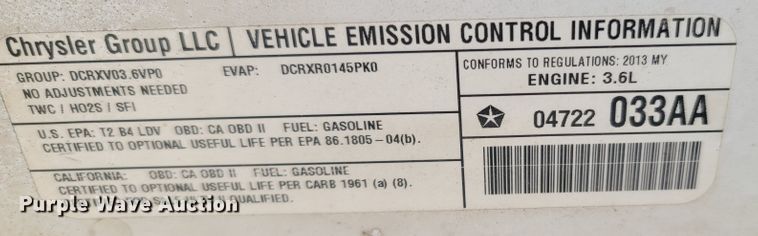 Chrysler Group LLC | VEHICLE EMISSION CONTROL INFORMATION
GROUP: DCRXV03.6VP0 EVAP: DCRXR0145PK0
NO ADJUSTMENTS NEEDED
TWC / HO2S / SFI
CONFORMS TO REGULATIONS: 2013 MY
ENGINE: 3.6L
04722 033AA
U.S. EPA: T2 B4 LDV OBD: CA OBD II FUEL: GASOLINE
CERTIFIED TO OPTIONAL USEFUL LIFE PER EPA 86.1805-04(b).
CALIFORNIA: OBD: CA OBD II FUEL: GASOLINE
CERTIFIED TO OPTIONAL USEFUL LIFE PER CARB 1961 (a) (8).
QUALIFIED.
Purple Wave Auction